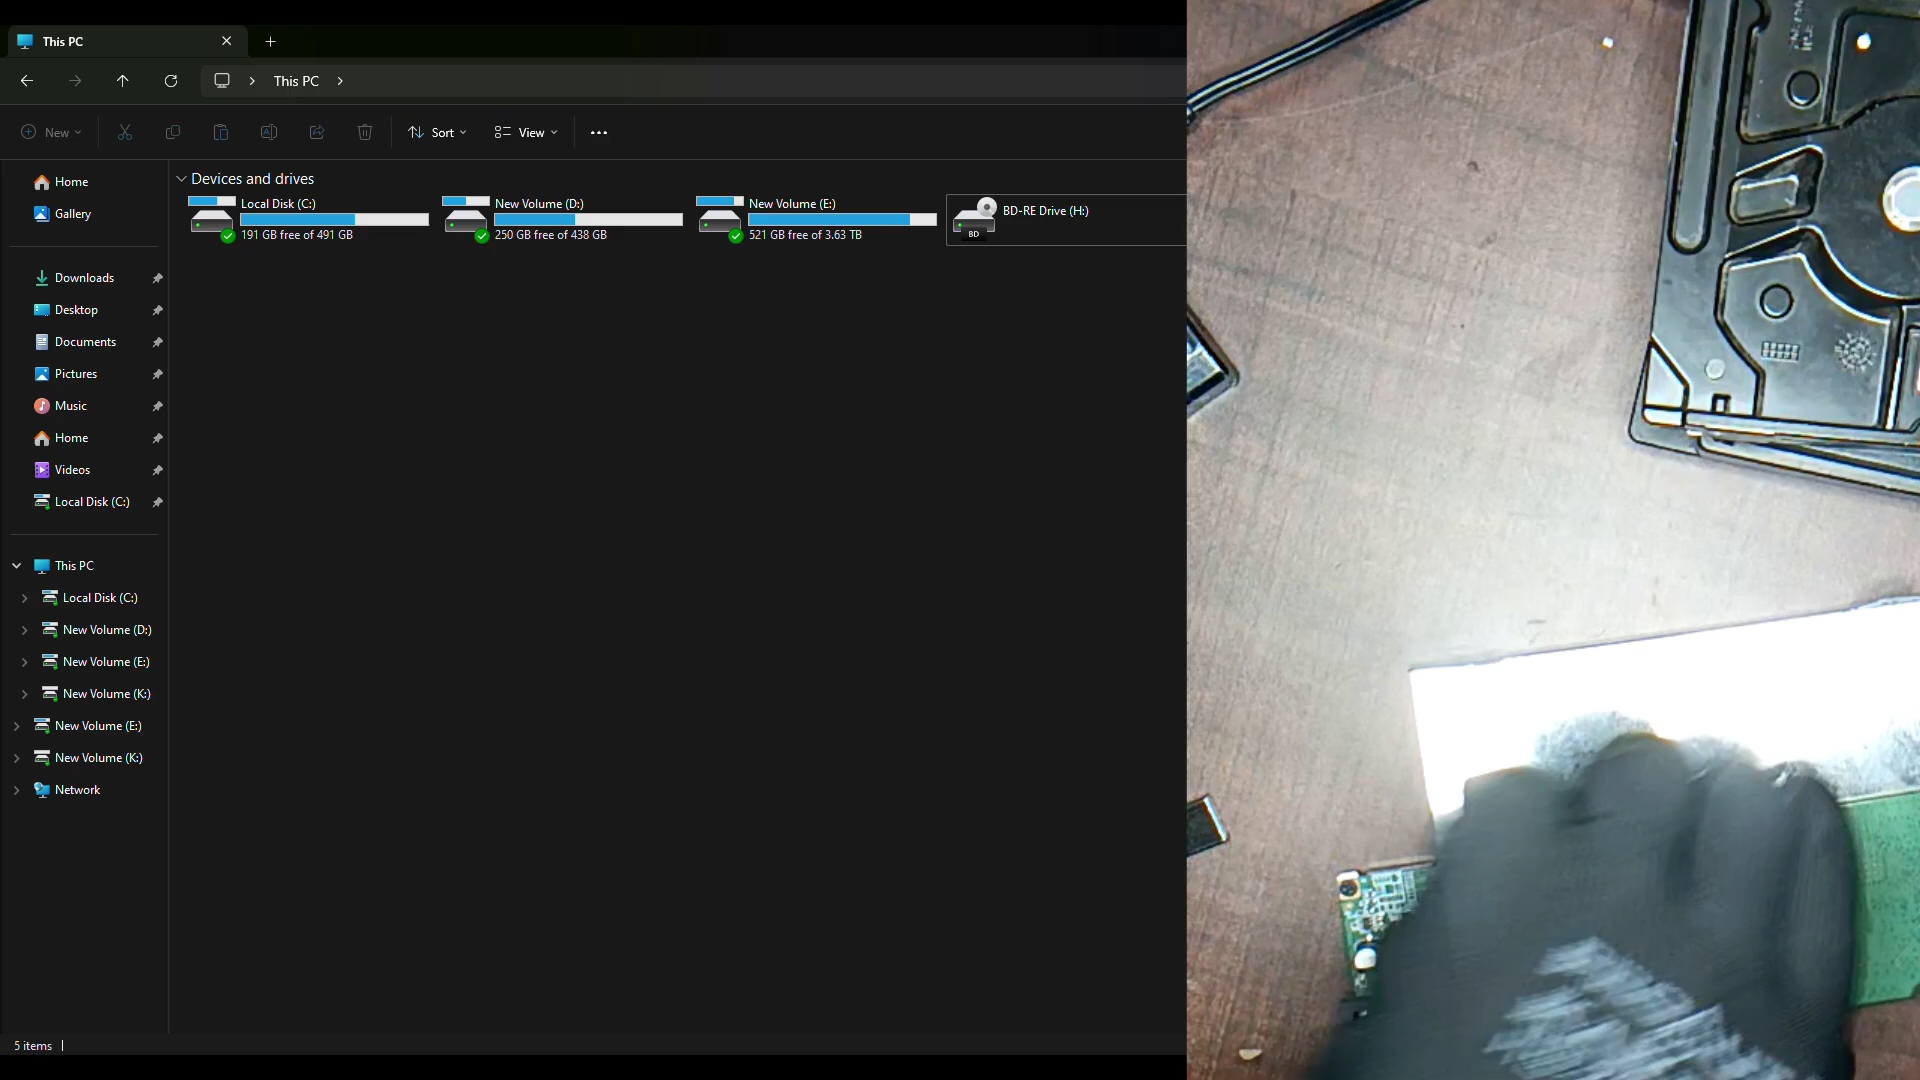 This PC
This PC
New
Sort
View
Home
Gallery
Downloads
Desktop
Documents
Pictures
Music
Home
Videos
Local Disk (C:)
This PC
Local Disk (C:)
New Volume (D:)
New Volume (E:)
New Volume (K:)
New Volume (E:)
New Volume (K:)
Network
Devices and drives
Local Disk (C:)
191 GB free of 491 GB
New Volume (D:)
250 GB free of 438 GB
New Volume (E:)
521 GB free of 3.63 TB
BD-RE Drive (H:)
BD
5 items